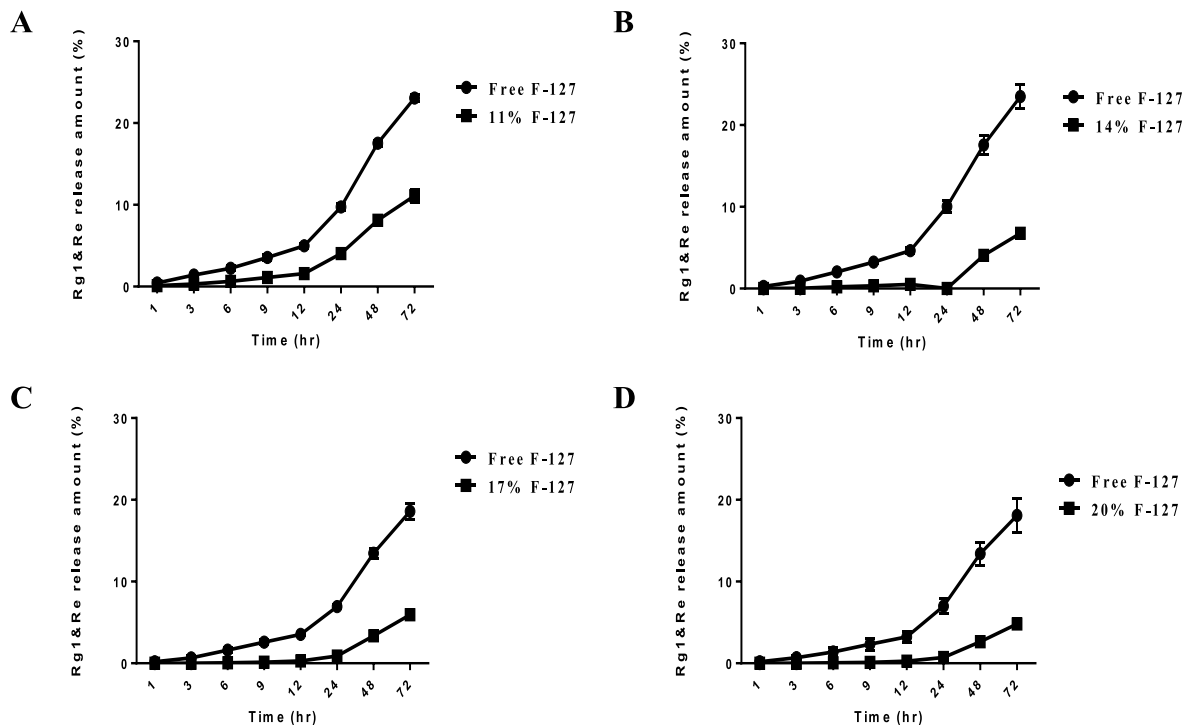 A
Rg1&Re release amount (%)
30
20
10
0
1 3 6 9 12 24 48 72
Time (hr)
Free F-127
11% F-127
B
Rg1&Re release amount (%)
30
20
10
0
1 3 6 9 12 24 48 72
Time (hr)
Free F-127
14% F-127
C
Rg1&Re release amount (%)
30
20
10
0
1 3 6 9 12 24 48 72
Time (hr)
Free F-127
17% F-127
D
Rg1&Re release amount (%)
30
20
10
0
1 3 6 9 12 24 48 72
Time (hr)
Free F-127
20% F-127